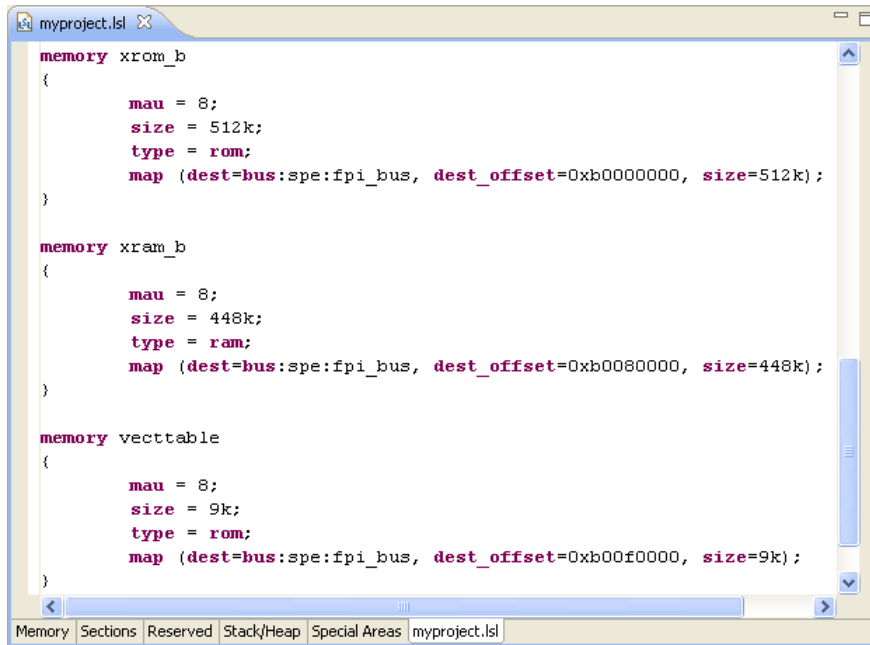 myproject.lsl
memory xrom_b
{
mau = 8;
size = 512k;
type = rom;
map (dest=bus:spe:fpi_bus, dest_offset=0xb0000000, size=512k);
}
memory xram_b
{
mau = 8;
size = 448k;
type = ram;
map (dest=bus:spe:fpi_bus, dest_offset=0xb0080000, size=448k);
}
memory vecttable
{
mau = 8;
size = 9k;
type = rom;
map (dest=bus:spe:fpi_bus, dest_offset=0xb00f0000, size=9k);
}
Memory Sections Reserved Stack/Heap Special Areas myproject.lsl